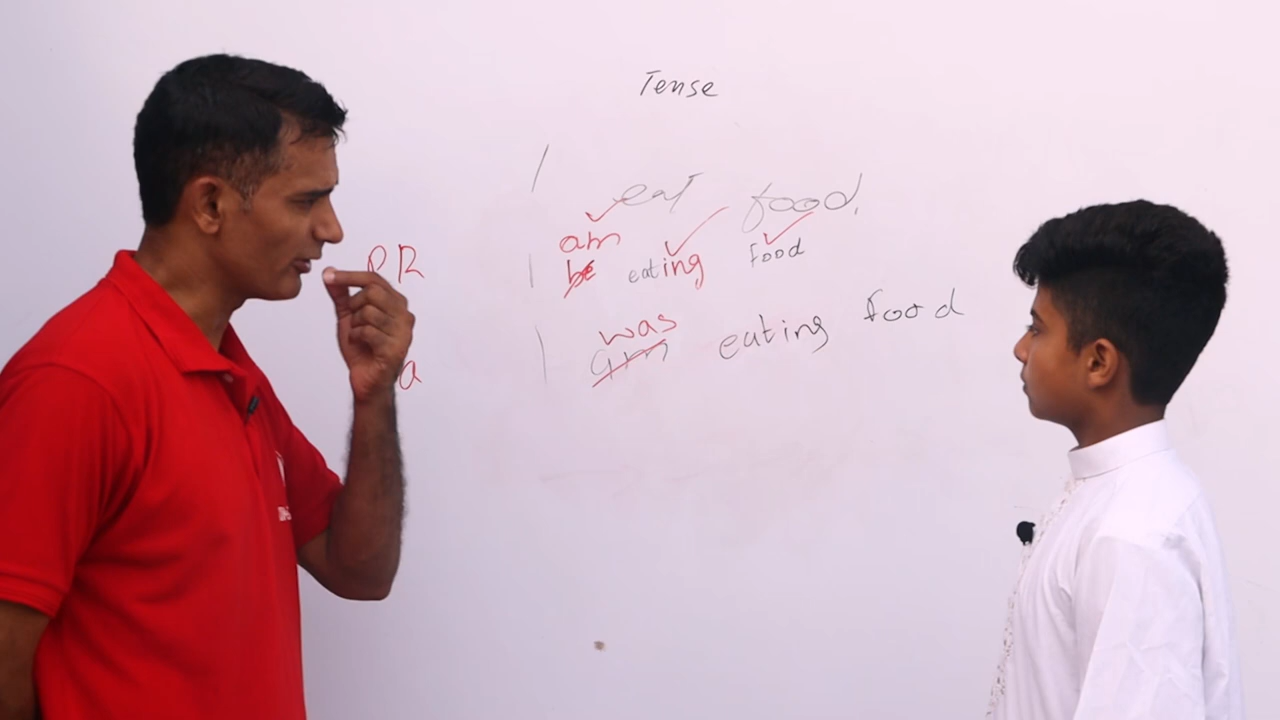 Tense
I eat food.
am
PR I be eating food
was
a I am eating food